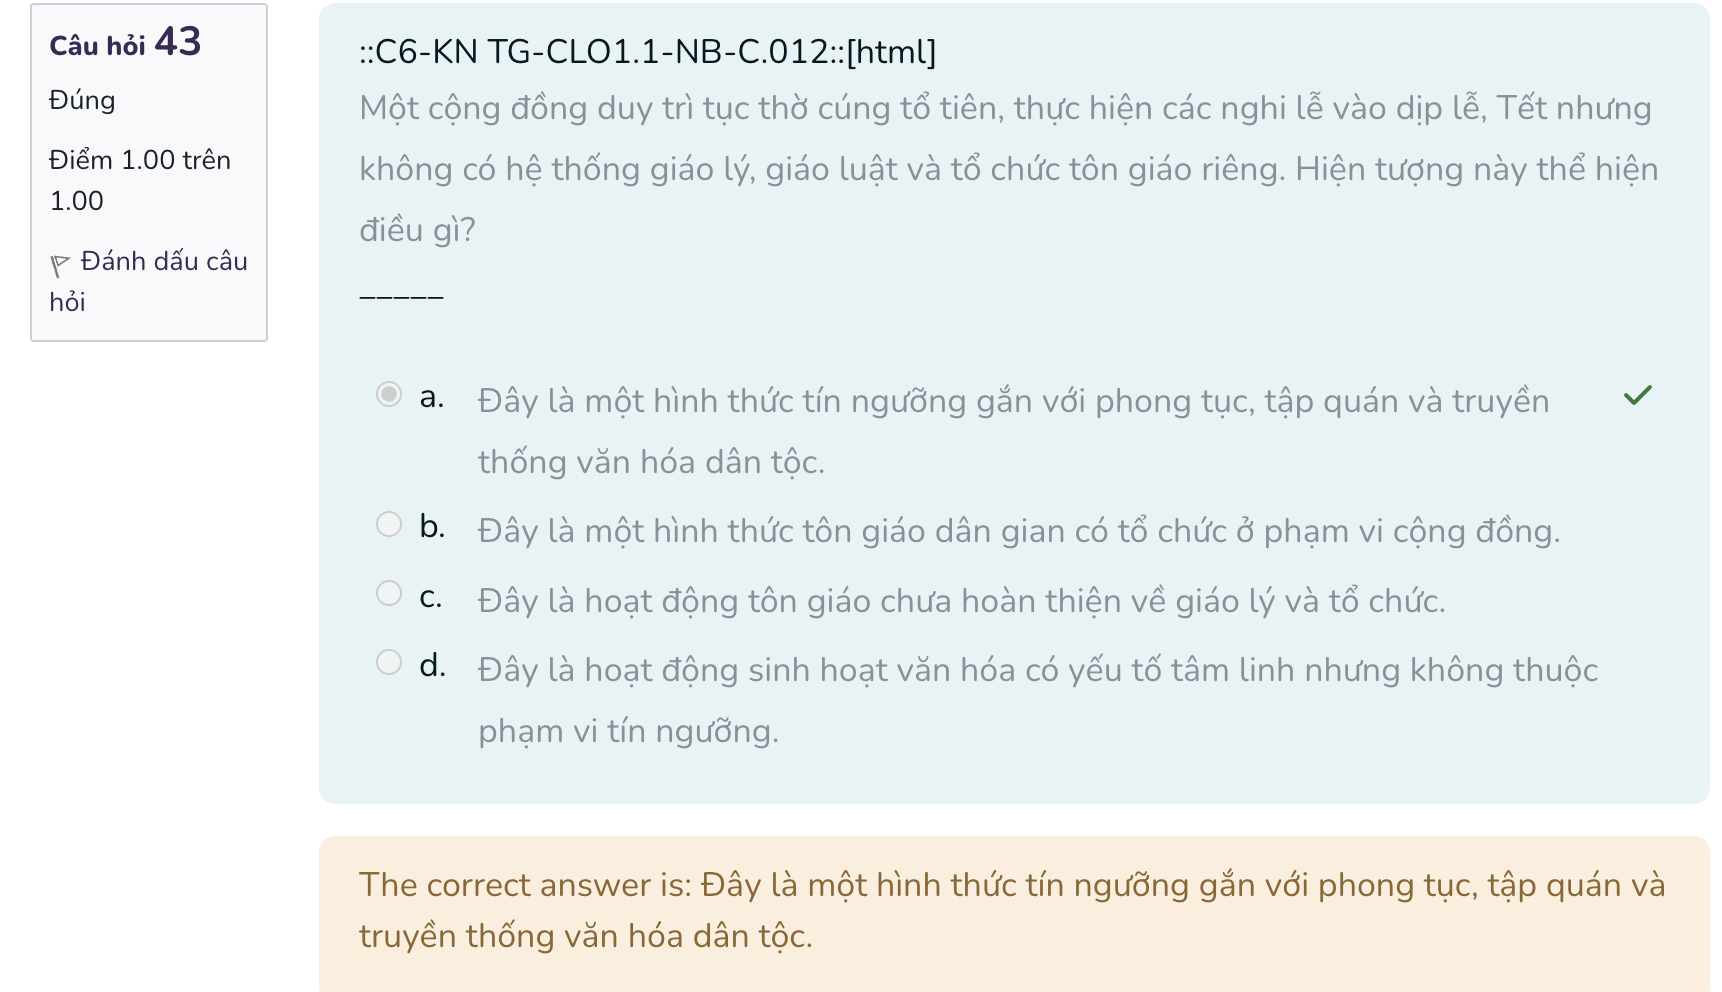 Câu hỏi 43
Đúng
Điểm 1.00 trên
1.00
Đánh dấu câu
hỏi
::C6-KN TG-CLO1.1-NB-C.012::[html]
Một cộng đồng duy trì tục thờ cúng tổ tiên, thực hiện các nghi lễ vào dịp lễ, Tết nhưng
không có hệ thống giáo lý, giáo luật và tổ chức tôn giáo riêng. Hiện tượng này thể hiện
điều gì?
_____
a. Đây là một hình thức tín ngưỡng gắn với phong tục, tập quán và truyền
thống văn hóa dân tộc.
b. Đây là một hình thức tôn giáo dân gian có tổ chức ở phạm vi cộng đồng.
c. Đây là hoạt động tôn giáo chưa hoàn thiện về giáo lý và tổ chức.
d. Đây là hoạt động sinh hoạt văn hóa có yếu tố tâm linh nhưng không thuộc
phạm vi tín ngưỡng.
The correct answer is: Đây là một hình thức tín ngưỡng gắn với phong tục, tập quán và
truyền thống văn hóa dân tộc.